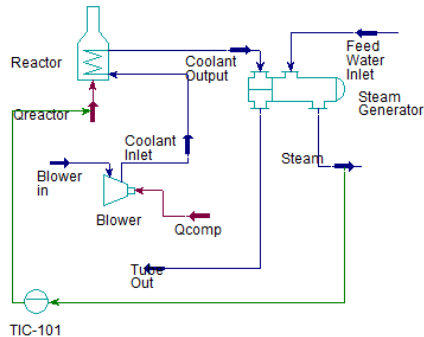 Reactor
Coolant
Output
Feed
Water
Inlet
Steam
Generator
Qreactor
Coolant
Inlet
Steam
Blower
in
Blower
Qcomp
Tube
Out
TIC-101